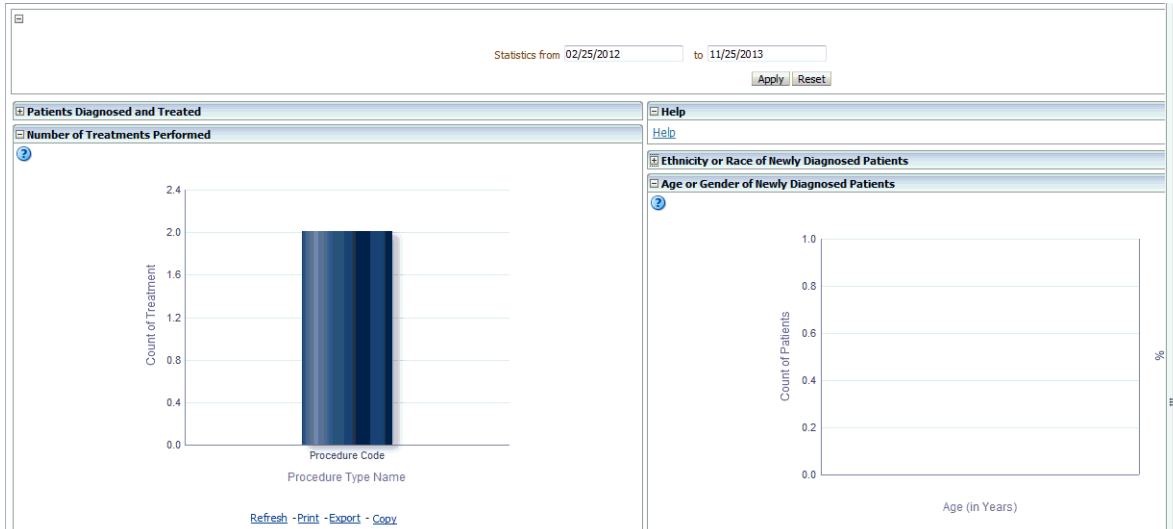 Statistics from 02/25/2012 to 11/25/2013
Apply Reset
Patients Diagnosed and Treated
Number of Treatments Performed
?
2.4
2.0
1.6
1.2
0.8
0.4
0.0
Count of Treatment
Procedure Code
Procedure Type Name
Refresh - Print - Export - Copy
Help
Help
Ethnicity or Race of Newly Diagnosed Patients
Age or Gender of Newly Diagnosed Patients
?
1.0
0.8
0.6
0.4
0.2
0.0
Count of Patients
%
Age (in Years)